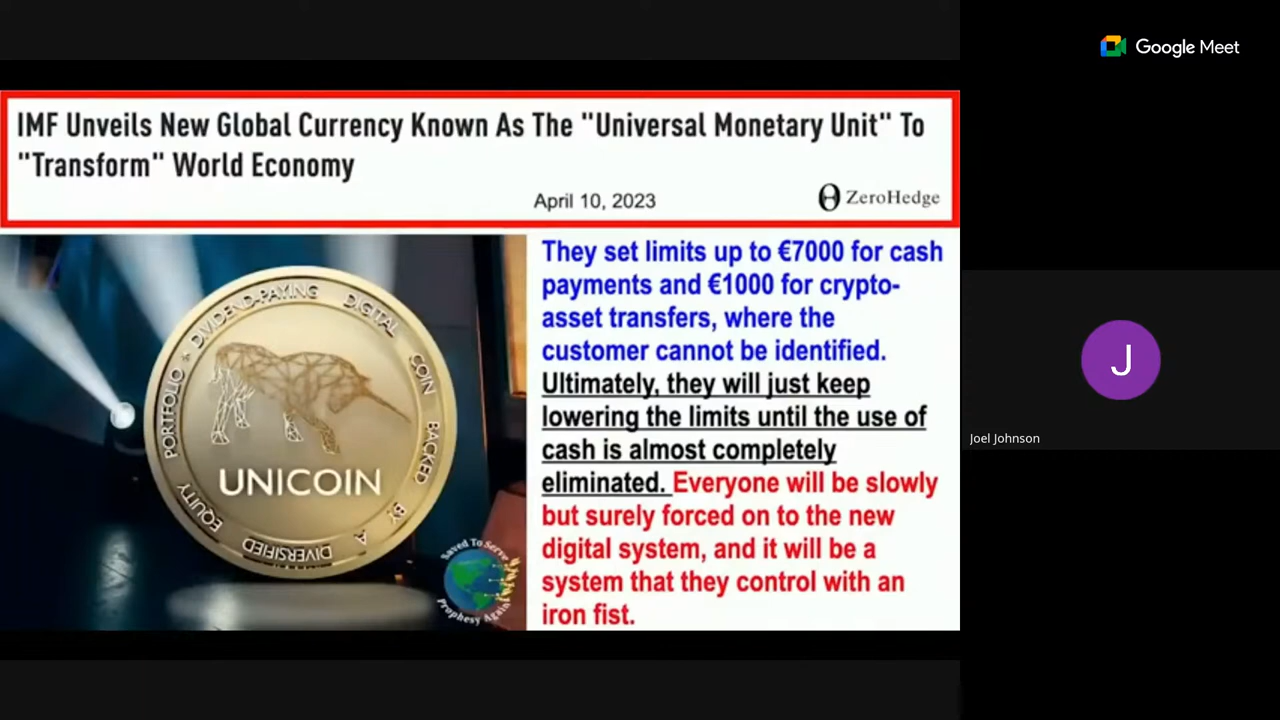 Google Meet
IMF Unveils New Global Currency Known As The "Universal Monetary Unit" To
"Transform" World Economy
April 10, 2023
ZeroHedge
PORTFOLIO + DIVIDEND-PAYING DIGITAL COIN BACKED BY A DIVERSIFIED EQUITY
UNICOIN
Saved To Serve
Prophesy Again
They set limits up to €7000 for cash
payments and €1000 for crypto-
asset transfers, where the
customer cannot be identified.
Ultimately, they will just keep
lowering the limits until the use of
cash is almost completely
eliminated. Everyone will be slowly
but surely forced on to the new
digital system, and it will be a
system that they control with an
iron fist.
J
Joel Johnson